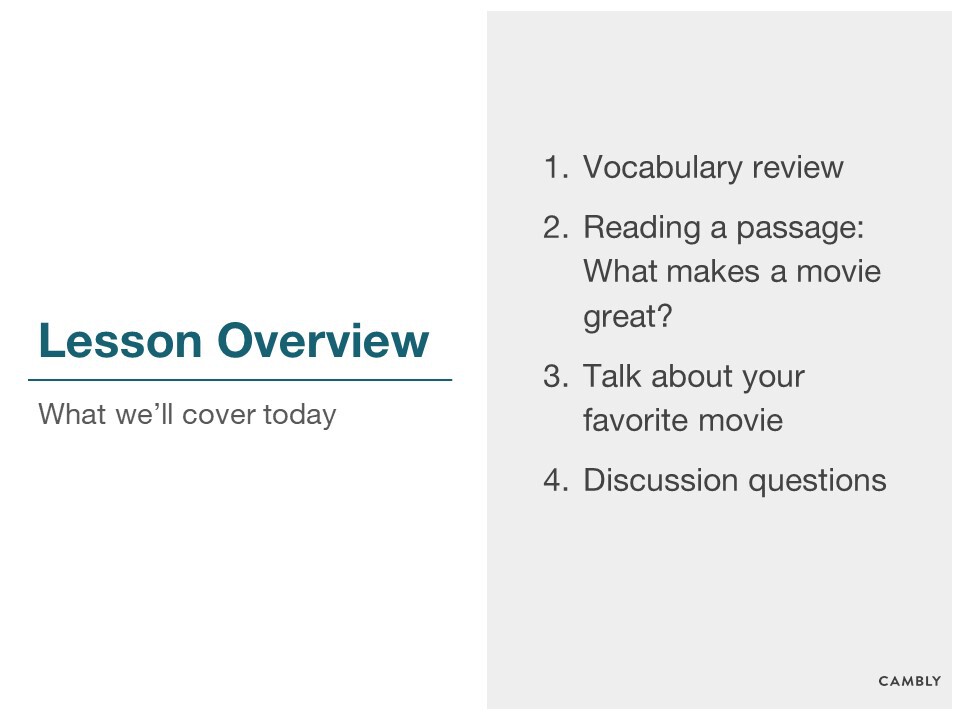 Lesson Overview
What we'll cover today
1. Vocabulary review
2. Reading a passage:
What makes a movie
great?
3. Talk about your
favorite movie
4. Discussion questions
CAMBLY